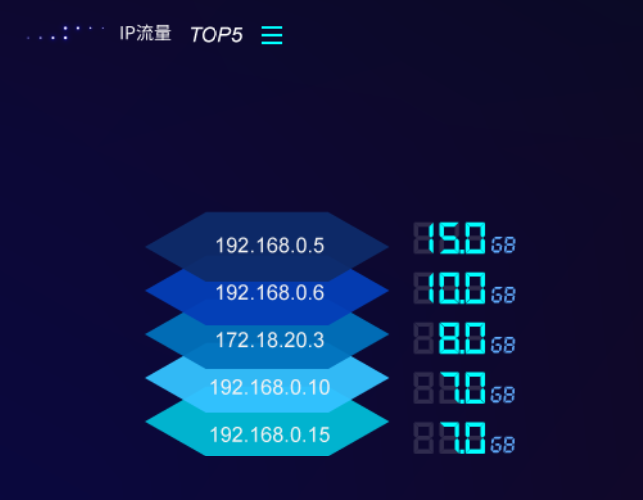 IP流量 TOP5
192.168.0.5 15.0 GB
192.168.0.6 10.0 GB
172.18.20.3 8.0 GB
192.168.0.10 7.0 GB
192.168.0.15 7.0 GB